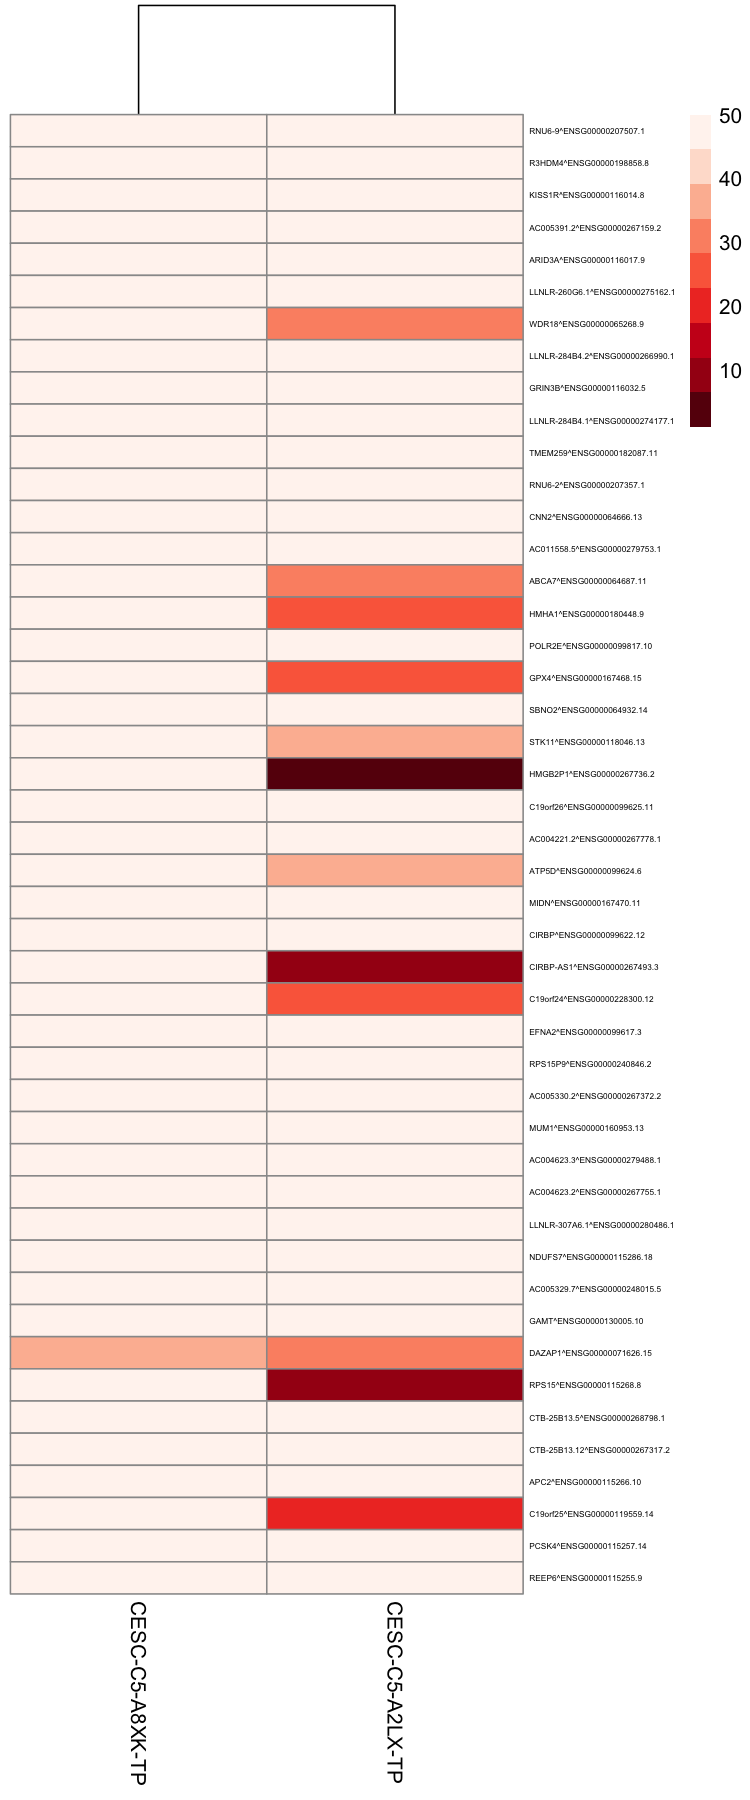 RNU6-9^ENSG00000207507.1
R3HDM4^ENSG00000198858.8
KISS1R^ENSG00000116014.8
AC005391.2^ENSG00000267159.2
ARID3A^ENSG00000116017.9
LLNLR-260G6.1^ENSG00000275162.1
WDR18^ENSG00000065268.9
LLNLR-284B4.2^ENSG00000266990.1
GRIN3B^ENSG00000116032.5
LLNLR-284B4.1^ENSG00000274177.1
TMEM259^ENSG00000182087.11
RNU6-2^ENSG00000207357.1
CNN2^ENSG00000064666.13
AC011558.5^ENSG00000279753.1
ABCA7^ENSG00000064687.11
HMHA1^ENSG00000180448.9
POLR2E^ENSG00000099817.10
GPX4^ENSG00000167468.15
SBNO2^ENSG00000064932.14
STK11^ENSG00000118046.13
HMGB2P1^ENSG00000267736.2
C19orf26^ENSG00000099625.11
AC004221.2^ENSG00000267778.1
ATP5D^ENSG00000099624.6
MIDN^ENSG00000167470.11
CIRBP^ENSG00000099622.12
CIRBP-AS1^ENSG00000267493.3
C19orf24^ENSG00000228300.12
EFNA2^ENSG00000099617.3
RPS15P9^ENSG00000240846.2
AC005330.2^ENSG00000267372.2
MUM1^ENSG00000160953.13
AC004623.3^ENSG00000279488.1
AC004623.2^ENSG00000267755.1
LLNLR-307A6.1^ENSG00000280486.1
NDUFS7^ENSG00000115286.18
AC005329.7^ENSG00000248015.5
GAMT^ENSG00000130005.10
DAZAP1^ENSG00000071626.15
RPS15^ENSG00000115268.8
CTB-25B13.5^ENSG00000268798.1
CTB-25B13.12^ENSG00000267317.2
APC2^ENSG00000115266.10
C19orf25^ENSG00000119559.14
PCSK4^ENSG00000115257.14
REEP6^ENSG00000115255.9
50
40
30
20
10
CESC-C5-A8XK-TP
CESC-C5-A2LX-TP